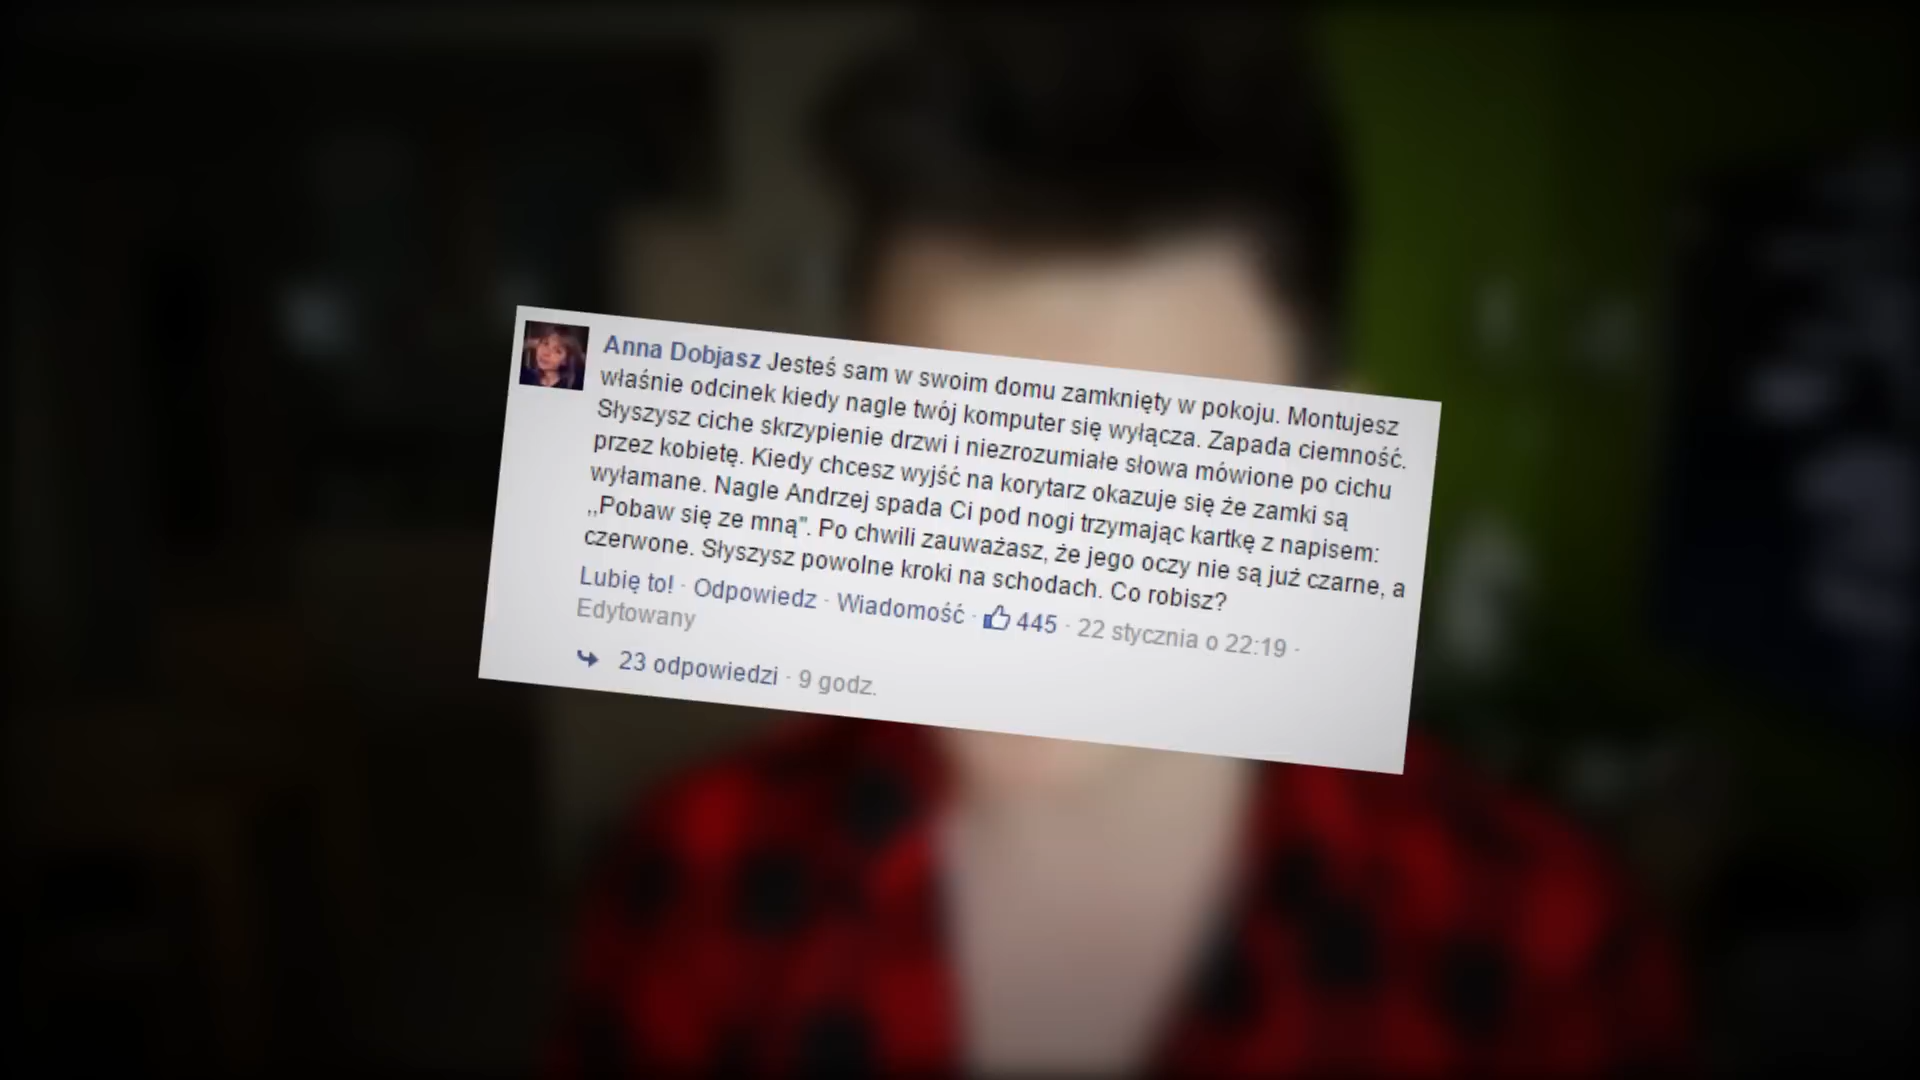 Anna Dobjasz Jesteś sam w swoim domu zamknięty w pokoju. Montujesz
właśnie odcinek kiedy nagle twój komputer się wyłącza. Zapada ciemność.
Słyszysz ciche skrzypienie drzwi i niezrozumiałe słowa mówione po cichu
przez kobietę. Kiedy chcesz wyjść na korytarz okazuje się że zamki są
wyłamane. Nagle Andrzej spada Ci pod nogi trzymając kartkę z napisem:
,,Pobaw się ze mną". Po chwili zauważasz, że jego oczy nie są już czarne, a
czerwone. Słyszysz powolne kroki na schodach. Co robisz?
Lubię to! · Odpowiedz · Wiadomość · 445 · 22 stycznia o 22:19 ·
Edytowany
23 odpowiedzi · 9 godz.